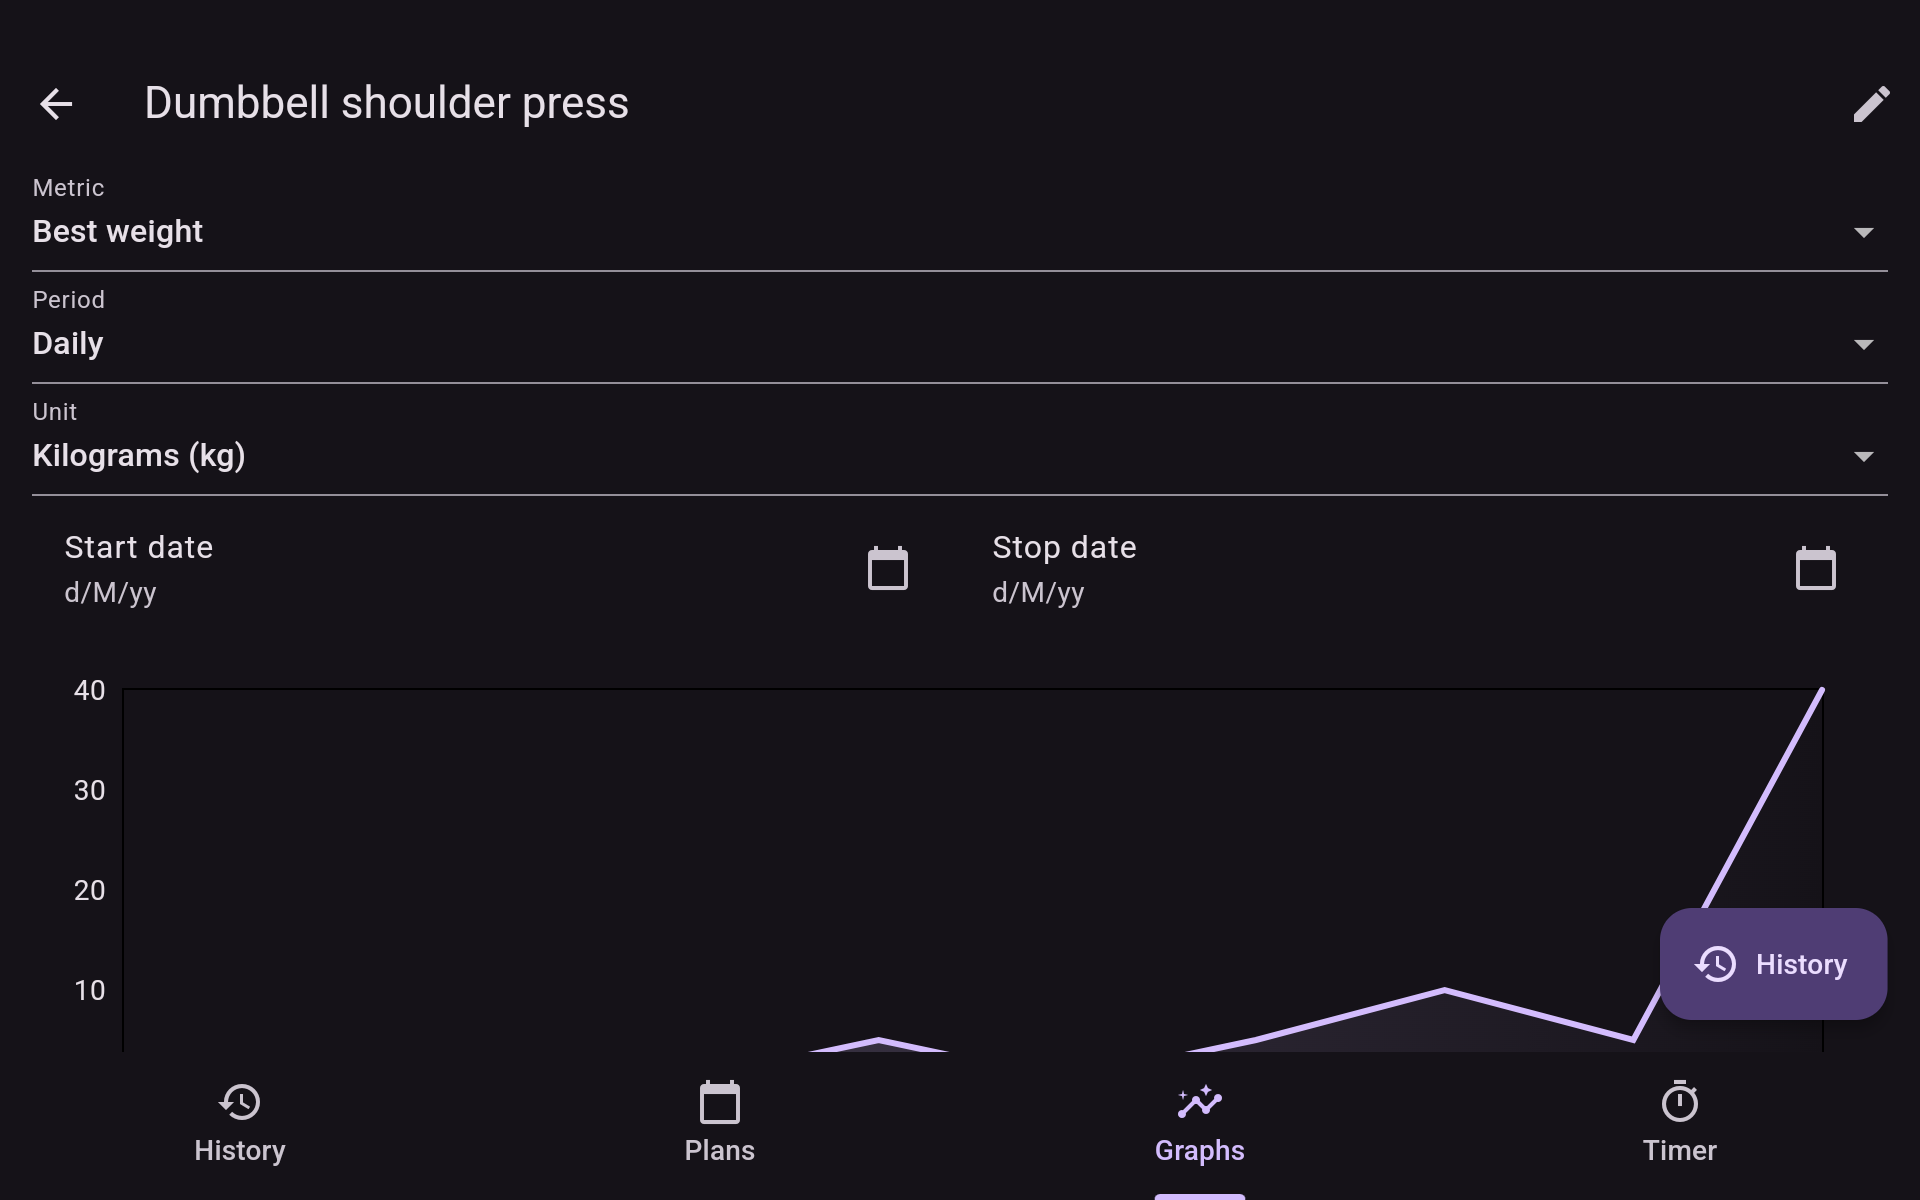 Dumbbell shoulder press
Metric
Best weight
Period
Daily
Unit
Kilograms (kg)
Start date
d/M/yy
Stop date
d/M/yy
40
30
20
10
History
History
Plans
Graphs
Timer